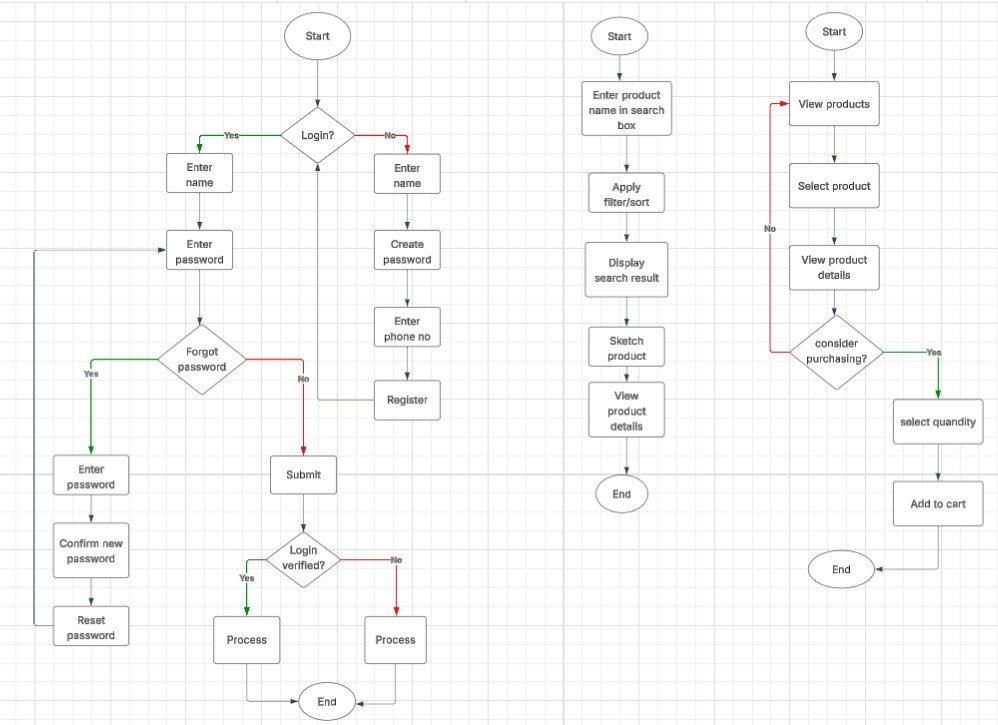 Start
Login?
Yes
No
Enter
name
Enter
name
Enter
password
Create
password
Enter
phone no
Register
Forgot
password
Yes
No
Enter
password
Confirm new
password
Reset
password
Submit
Login
verified?
Yes
No
Process
Process
End
Start
Enter product
name in search
box
Apply
filter/sort
Display
search result
Sketch
product
View
product
details
End
Start
View products
Select product
View product
details
consider
purchasing?
No
Yes
select quandity
Add to cart
End